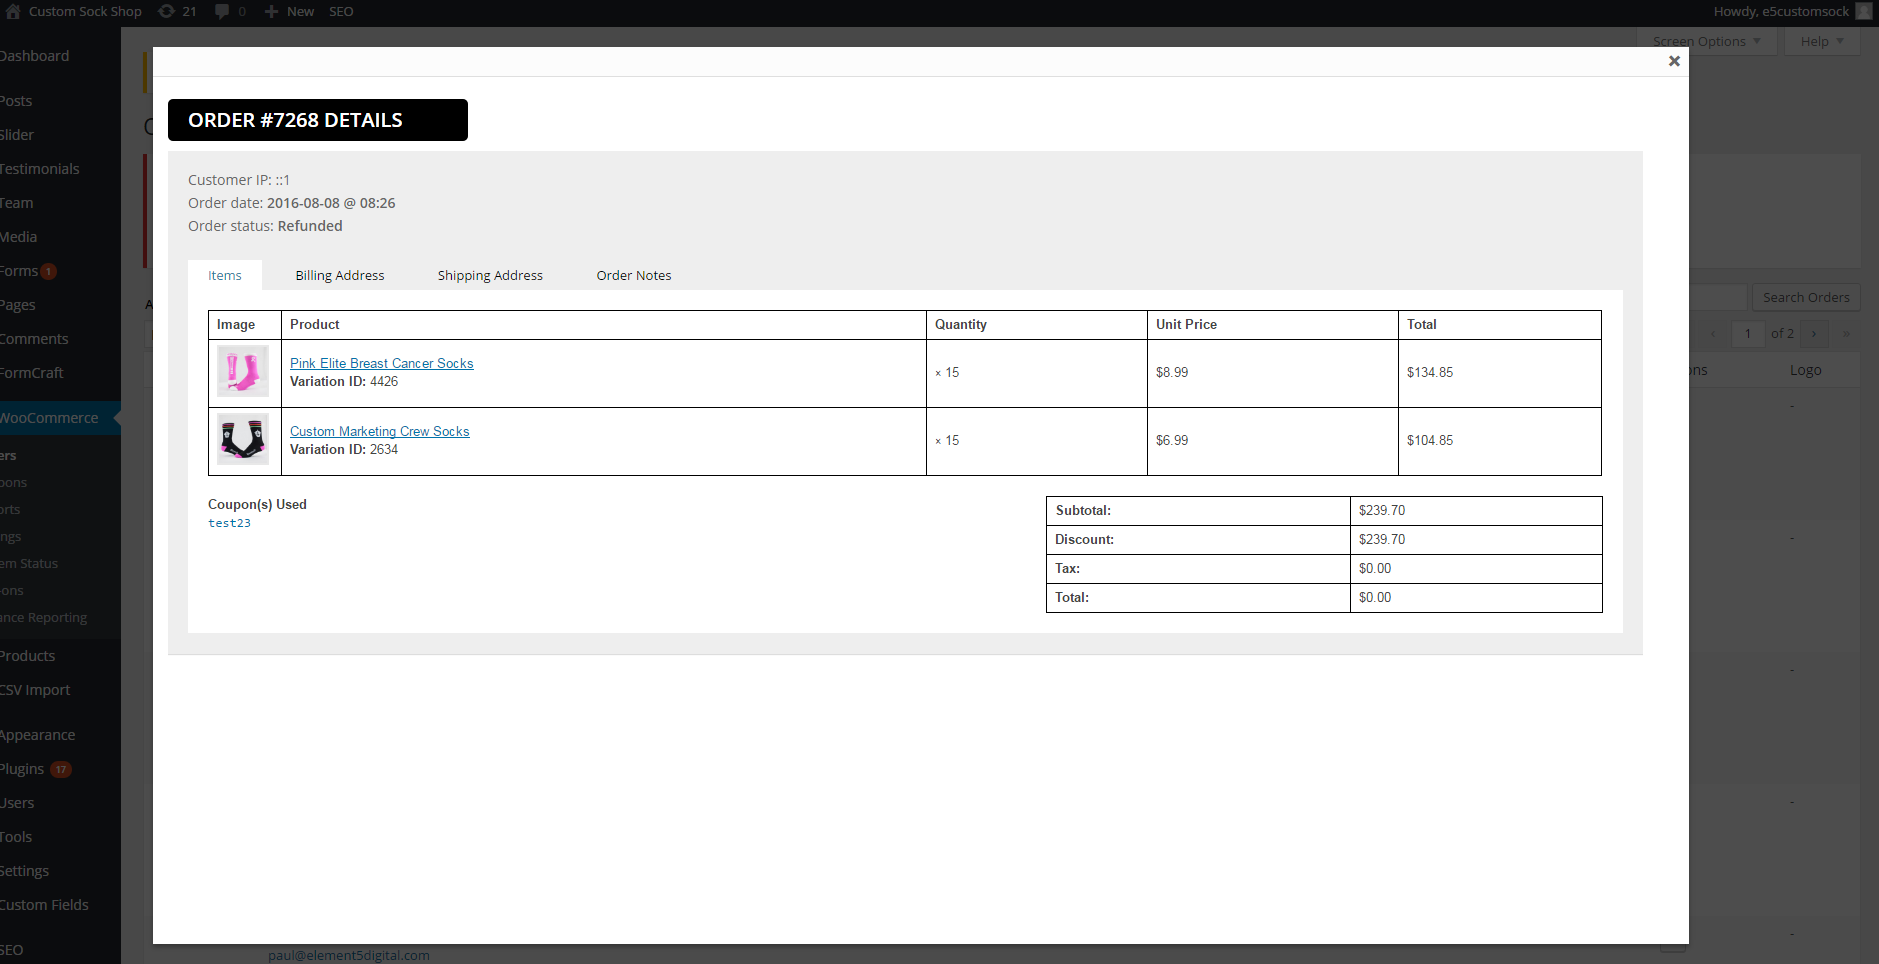 Custom Sock Shop 21 0 New SEO Howdy, e5customsock
Screen Options Help
Dashboard
Posts
Slider
Testimonials
Team
Media
Forms 1
Pages
Comments
FormCraft
WooCommerce
ers
pons
orts
ngs
em Status
-ons
ance Reporting
Products
CSV Import
Appearance
Plugins 17
Users
Tools
Settings
Custom Fields
SEO
×
ORDER #7268 DETAILS
Customer IP: ::1
Order date: 2016-08-08 @ 08:26
Order status: Refunded
Items Billing Address Shipping Address Order Notes
Image Product Quantity Unit Price Total
Pink Elite Breast Cancer Socks
Variation ID: 4426
× 15 $8.99 $134.85
Custom Marketing Crew Socks
Variation ID: 2634
× 15 $6.99 $104.85
Coupon(s) Used
test23
Subtotal: $239.70
Discount: $239.70
Tax: $0.00
Total: $0.00
Search Orders
‹ 1 of 2 › »
ons Logo
-
-
-
-
-
paul@element5digital.com